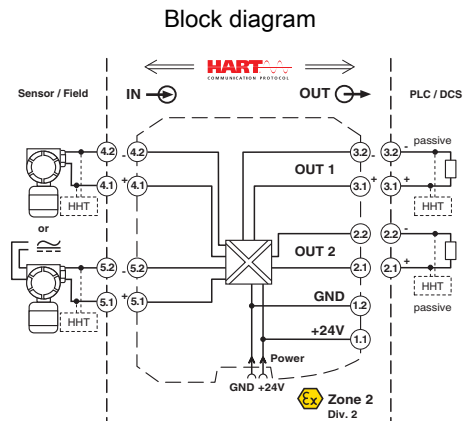 Block diagram
HART
COMMUNICATION PROTOCOL
Sensor / Field
IN
OUT
PLC / DCS
4.2 - 4.2
3.2 - 3.2 - passive
OUT 1
4.1 + 4.1
3.1 + 3.1 +
HHT
HHT
or
2.2 2.2 -
OUT 2
5.2 - 5.2
2.1 2.1 +
HHT
GND
passive
5.1 + 5.1
1.2
HHT
+24V
1.1
Power
GND +24V
Ex Zone 2
Div. 2